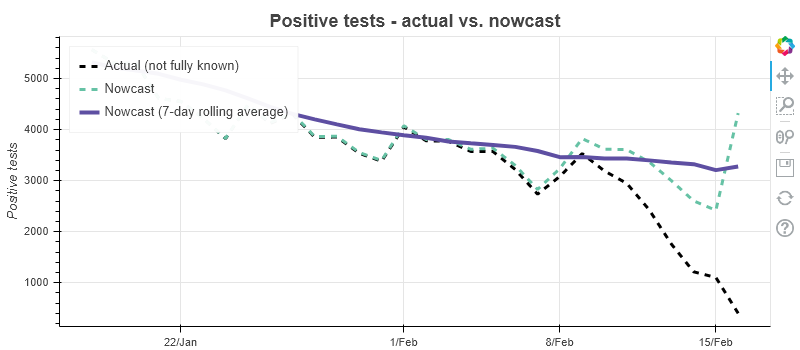 Positive tests - actual vs. nowcast
Actual (not fully known)
Nowcast
Nowcast (7-day rolling average)
Positive tests
5000
4000
3000
2000
1000
22/Jan
1/Feb
8/Feb
15/Feb
?